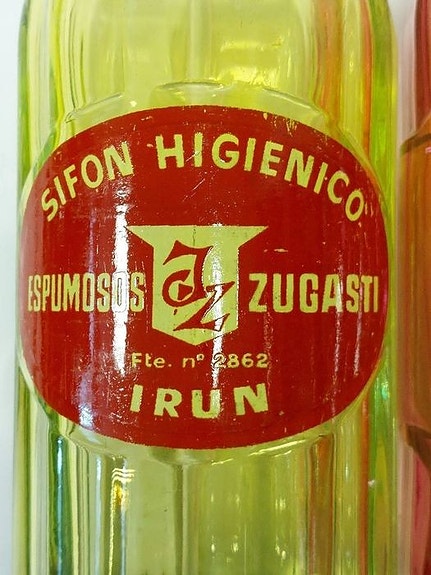 SIFON HIGIENICO
ESPUMOSOS ZUGASTI
Fte. nº 2862
IRUN